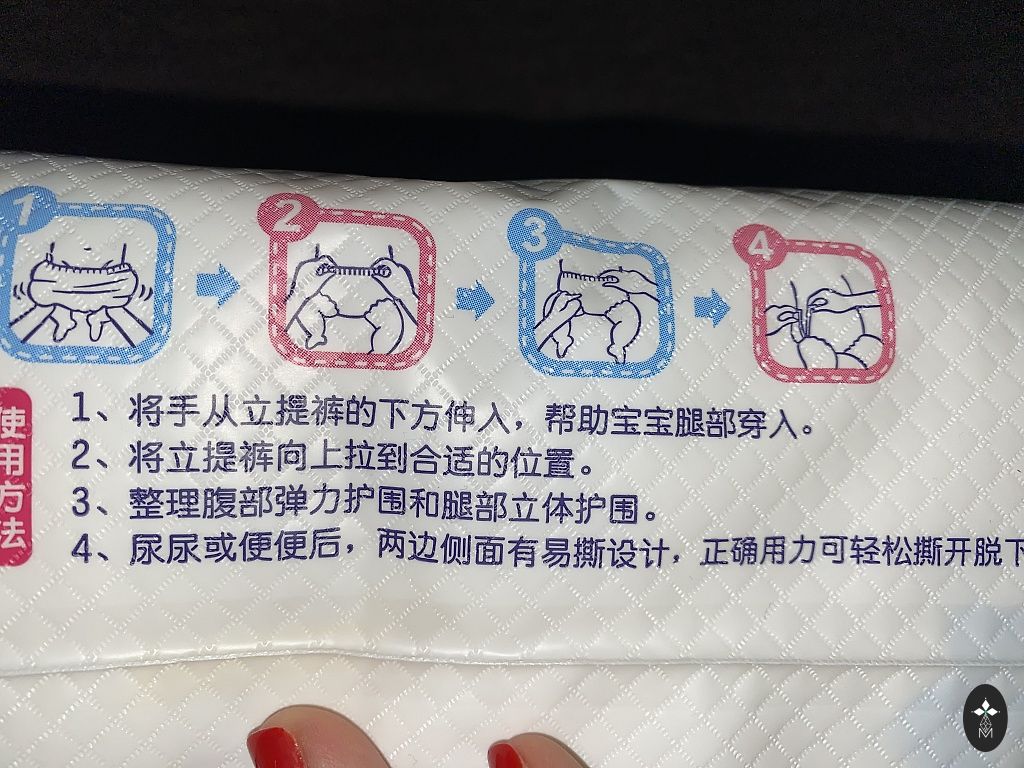 1
2
3
4
使用方法
1、将手从立提裤的下方伸入，帮助宝宝腿部穿入。
2、将立提裤向上拉到合适的位置。
3、整理腹部弹力护围和腿部立体护围。
4、尿尿或便便后，两边侧面有易撕设计，正确用力可轻松撕开脱下
M